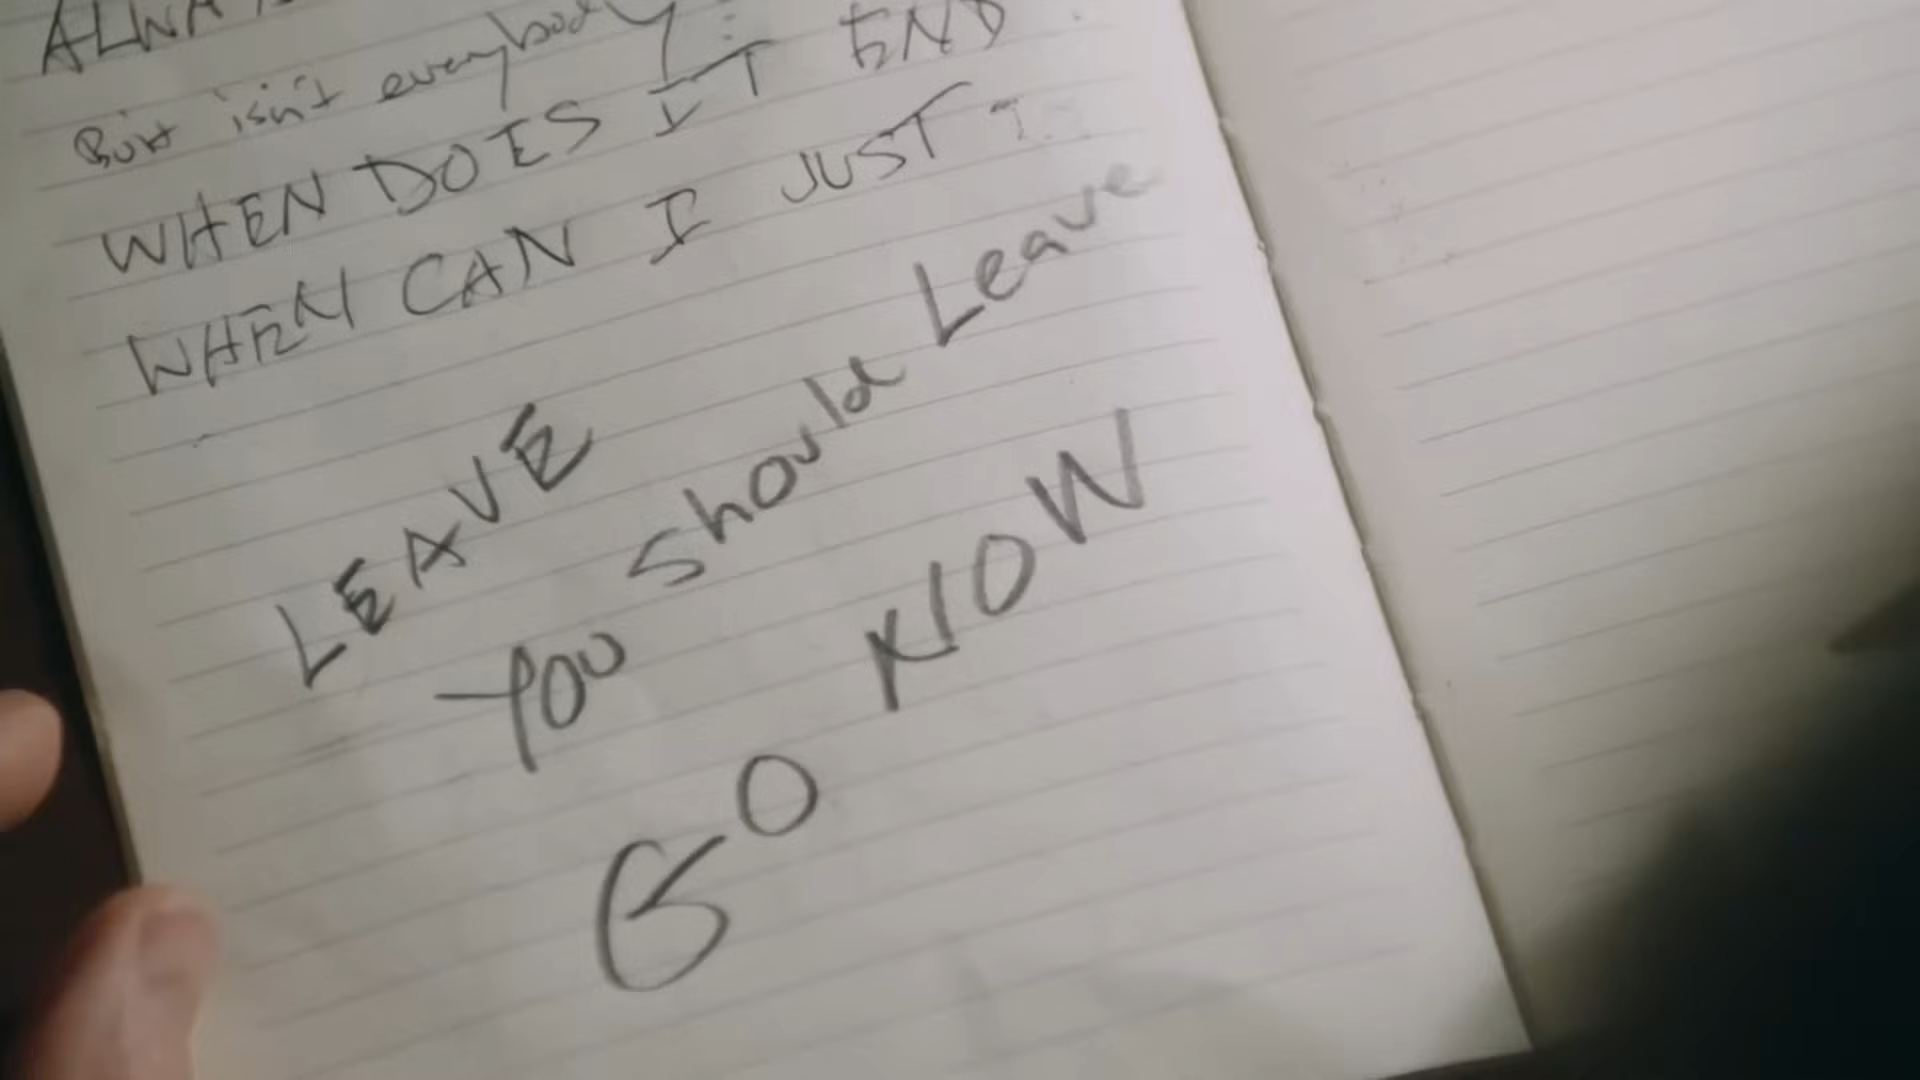 But isn't everybody?
WHEN DOES IT END
WHEN CAN I JUST
LEAVE
You should Leave
GO NOW